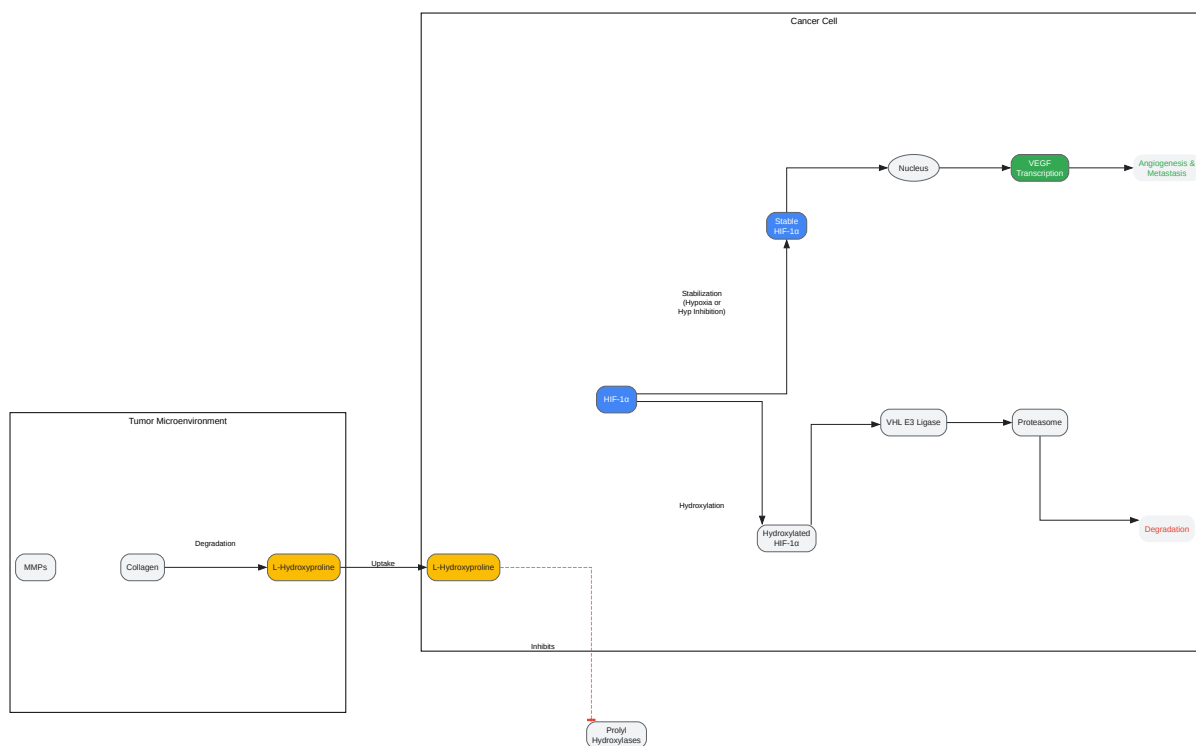 Cancer Cell
Angiogenesis &
Metastasis
VEGF
Transcription
Nucleus
Stable
HIF-1α
Stabilization
(Hypoxia or
Hyp Inhibition)
HIF-1α
Tumor Microenvironment
VHL E3 Ligase
Proteasome
Hydroxylation
Hydroxylated
HIF-1α
Degradation
Degradation
MMPs
Collagen
L-Hydroxyproline
Uptake
L-Hydroxyproline
Inhibits
Prolyl
Hydroxylases